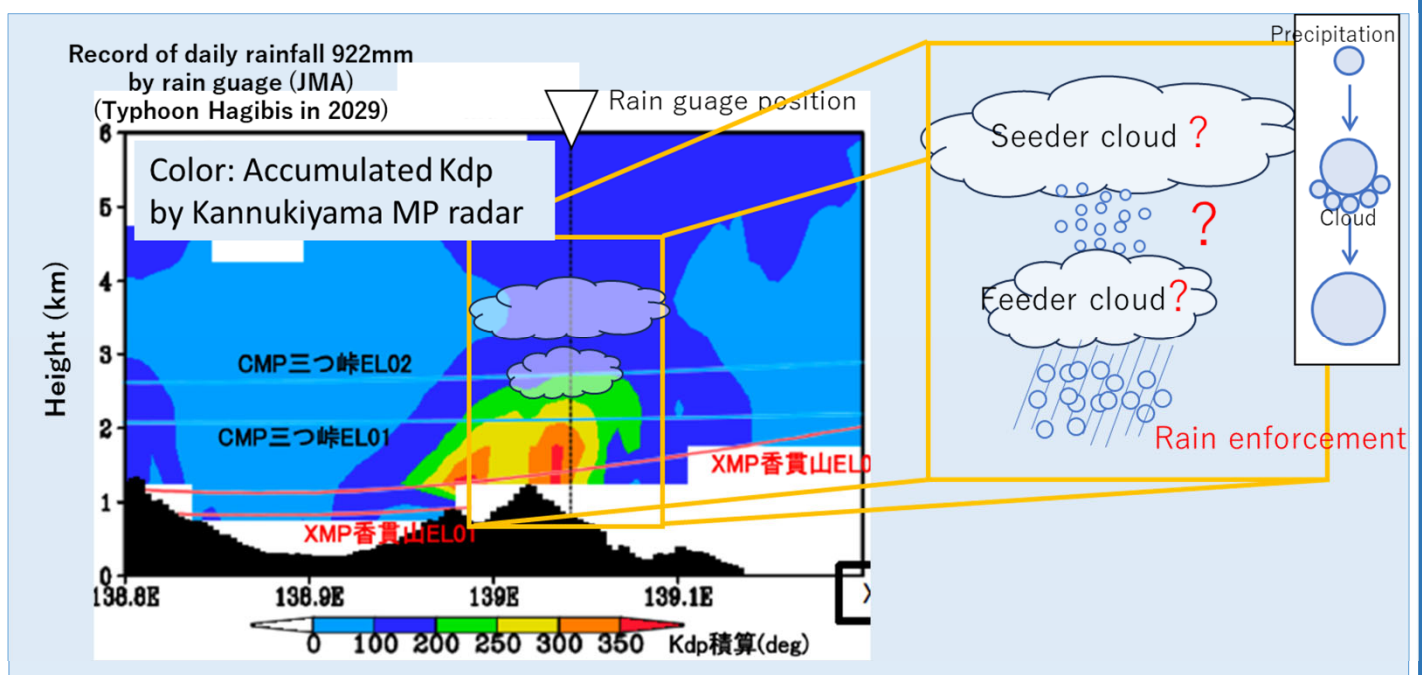 Record of daily rainfall 922mm
by rain guage (JMA)
(Typhoon Hagibis in 2029)
Rain guage position
Color: Accumulated Kdp
by Kannukiyama MP radar
Height (km)
6
5
4
3
2
1
0
CMP三つ峠EL02
CMP三つ峠EL01
XMP香貫山EL0
XMP香貫山EL01
138.8E
138.9E
139E
139.1E
0 100 200 250 300 350 Kdp積算(deg)
Seeder cloud ?
?
Feeder cloud?
Rain enforcement
Precipitation
Cloud